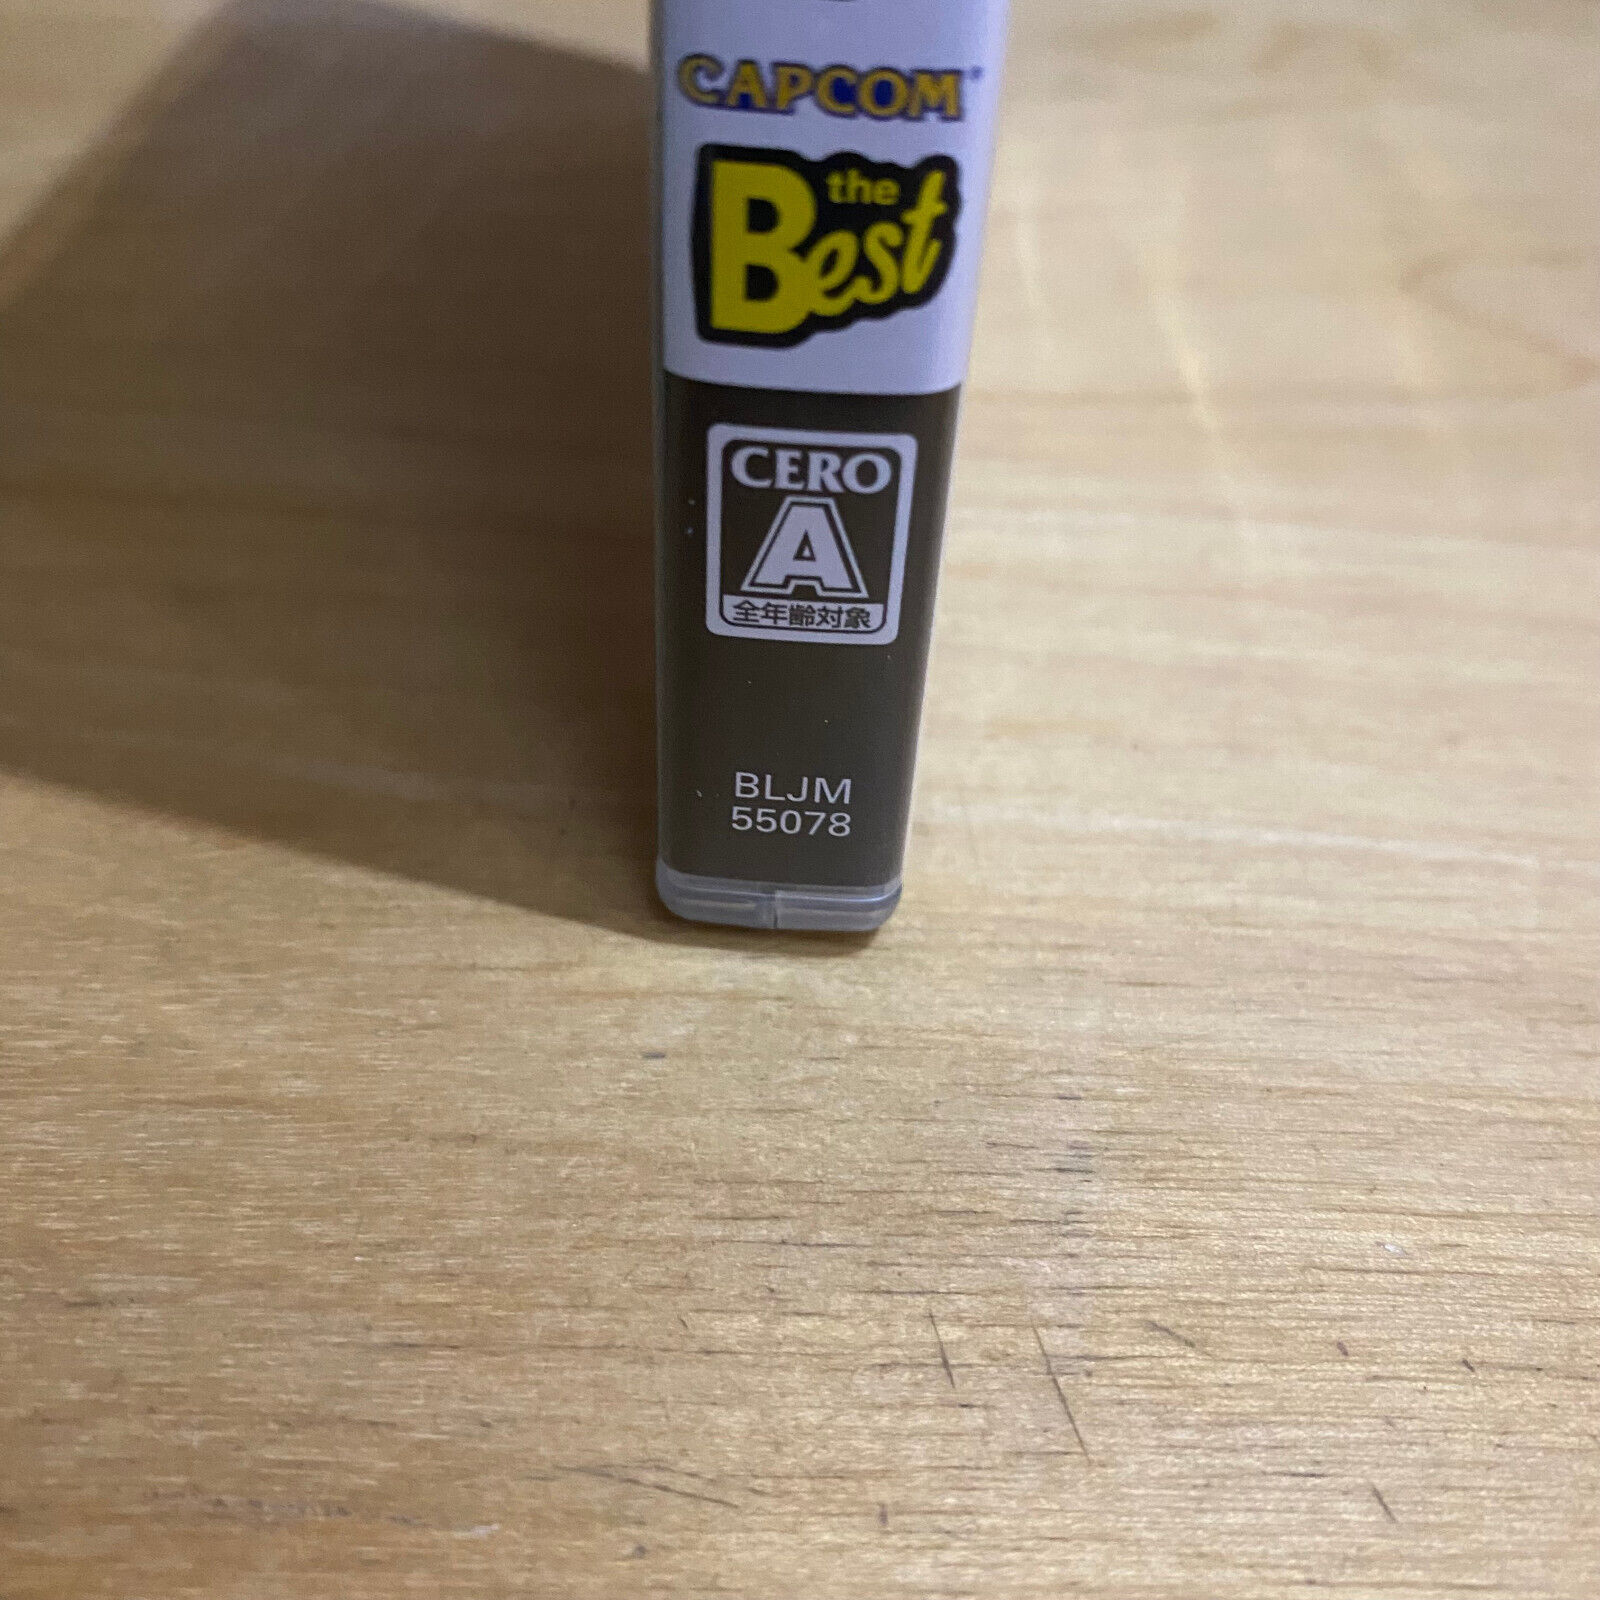 CAPCOM
the
Best
CERO
A
全年齢対象
BLJM
55078